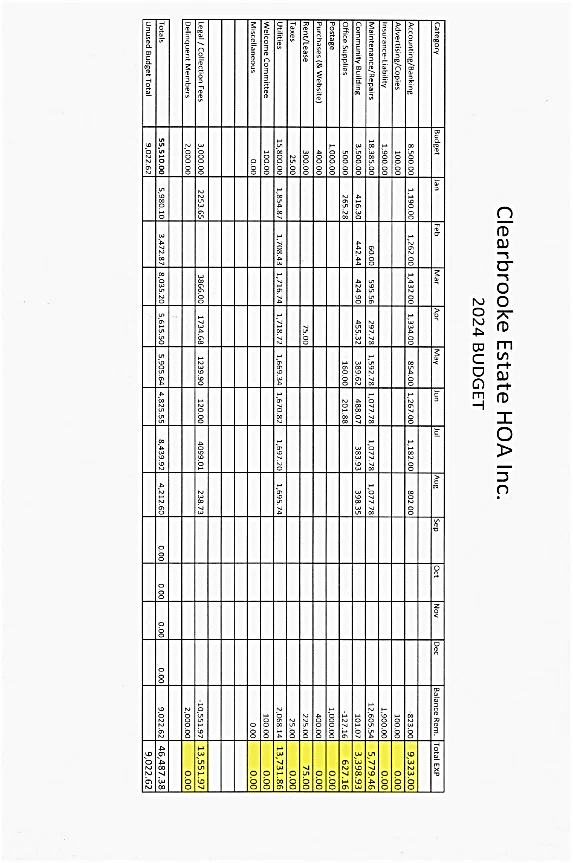 Clearbrooke Estate HOA Inc.
2024 BUDGET
Category Budget Jan Feb Mar Apr May Jun Jul Aug Sep Oct Nov Dec Balance Rem. Total EXP
Accounting/Banking 8,500.00 1,190.00 1,262.00 1,432.00 1,334.00 854.00 1,267.00 1,182.00 802.00 -823.00 9,323.00
Advertising/Copies 100.00 100.00 0.00
Insurance-Liability 1,900.00 1,900.00 0.00
Maintenance/Repairs 18,385.00 60.00 595.56 297.78 1,592.78 1,077.78 1,077.78 1,077.78 12,605.54 5,779.46
Community Building 3,500.00 416.30 442.44 424.90 455.32 389.62 488.07 383.93 398.35 101.07 3,398.93
Office Supplies 500.00 265.28 160.00 201.88 -127.16 627.16
Postage 1,000.00 1,000.00 0.00
Purchases (& Website) 400.00 400.00 0.00
Rent/Lease 300.00 75.00 225.00 75.00
Taxes 25.00 25.00 0.00
Utilities 15,800.00 1,854.87 1,708.43 1,716.74 1,718.72 1,669.34 1,670.82 1,697.20 1,695.74 2,068.14 13,731.86
Welcome Committee 100.00 100.00 0.00
Miscellaneous 0.00 0.00 0.00
Legal / Collection Fees 3,000.00 2253.65 3866.00 1734.68 1239.90 120.00 4099.01 238.73 -10,551.97 13,551.97
Delinquent Members 2,000.00 2,000.00 0.00
Totals 55,510.00 5,980.10 3,472.87 8,035.20 5,615.50 5,905.64 4,825.55 8,439.92 4,212.60 0.00 0.00 0.00 0.00 9,022.62 46,487.38
Unused Budget Total 9,022.62 9,022.62